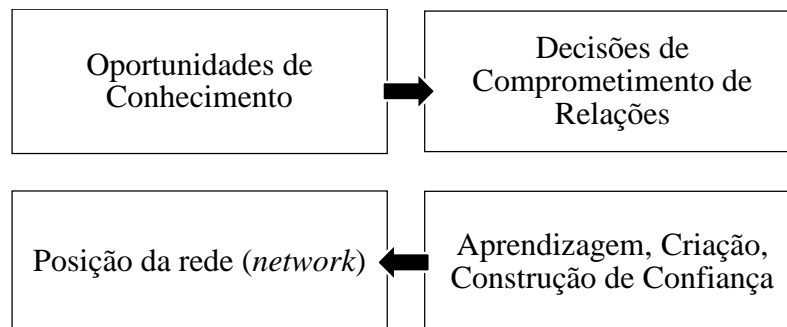 Oportunidades de
Conhecimento
Decisões de
Comprometimento de
Relações
Posição da rede (network)
Aprendizagem, Criação,
Construção de Confiança